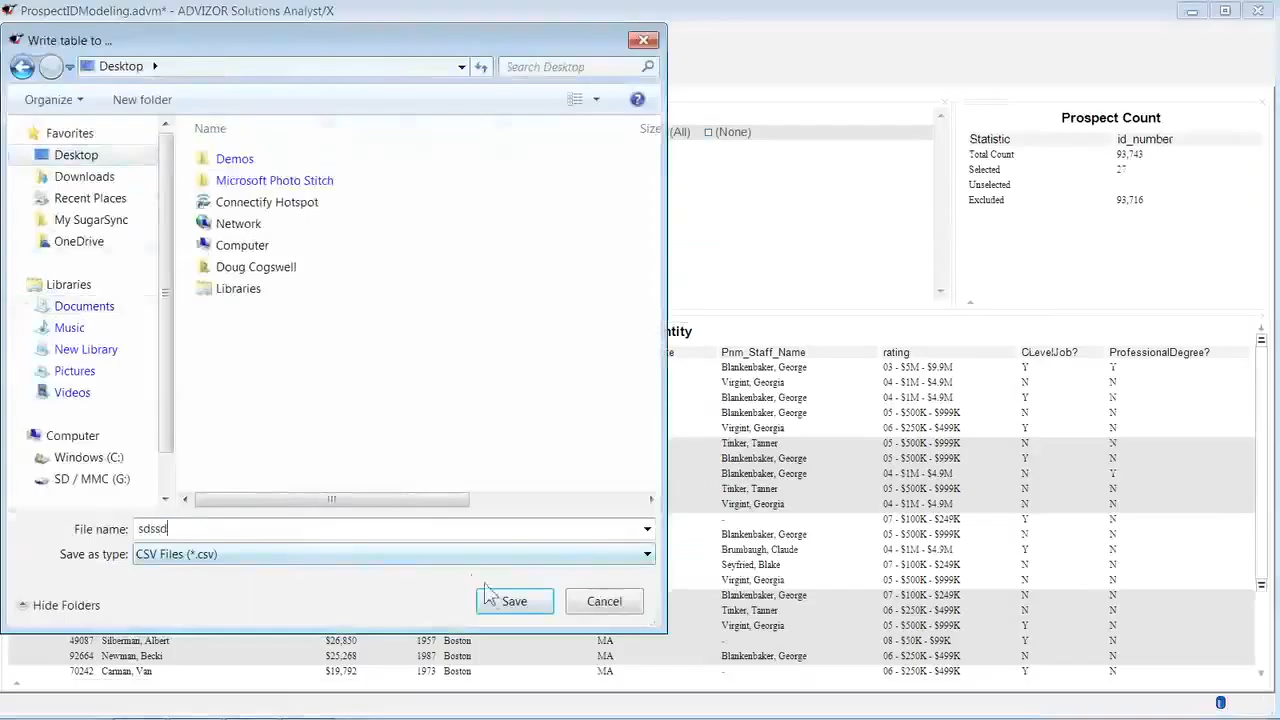 ProspectIDModeling.advm* - ADVIZOR Solutions Analyst/X
Write table to ...
Desktop
Search Desktop
Organize
New folder
Favorites
Desktop
Downloads
Recent Places
My SugarSync
OneDrive
Libraries
Documents
Music
New Library
Pictures
Videos
Computer
Windows (C:)
SD / MMC (G:)
Name
Size
Demos
Microsoft Photo Stitch
Connectify Hotspot
Network
Computer
Doug Cogswell
Libraries
File name: sdssd
Save as type: CSV Files (*.csv)
Hide Folders
Save
Cancel
(All) (None)
Prospect Count
Statistic id_number
Total Count 93,743
Selected 27
Unselected
Excluded 93,716
ntity
Prim_Staff_Name rating CLevelJob? ProfessionalDegree?
Blankenbaker, George 03 - $5M - $9.9M Y Y
Virgint, Georgia 04 - $1M - $4.9M N N
Blankenbaker, George 04 - $1M - $4.9M Y N
Blankenbaker, George 05 - $500K - $999K N N
Virgint, Georgia 06 - $250K - $499K Y N
Tinker, Tanner 05 - $500K - $999K N N
Blankenbaker, George 05 - $500K - $999K N N
Blankenbaker, George 04 - $1M - $4.9M N Y
Tinker, Tanner 05 - $500K - $999K N N
Virgint, Georgia 04 - $1M - $4.9M N N
- 07 - $100K - $249K Y N
Blankenbaker, George 05 - $500K - $999K N N
Brumbaugh, Claude 04 - $1M - $4.9M Y N
Seyfried, Blake 07 - $100K - $249K N N
Virgint, Georgia 05 - $500K - $999K N N
Blankenbaker, George 07 - $100K - $249K N N
Tinker, Tanner 06 - $250K - $499K Y N
Virgint, Georgia 05 - $500K - $999K N N
49087 Silberman, Albert $26,850 1957 Boston MA - 08 - $50K - $99K Y N
92664 Newman, Becki $25,268 1987 Boston MA Blankenbaker, George 06 - $250K - $499K Y N
70242 Carman, Van $19,792 1973 Boston MA - 06 - $250K - $499K Y N